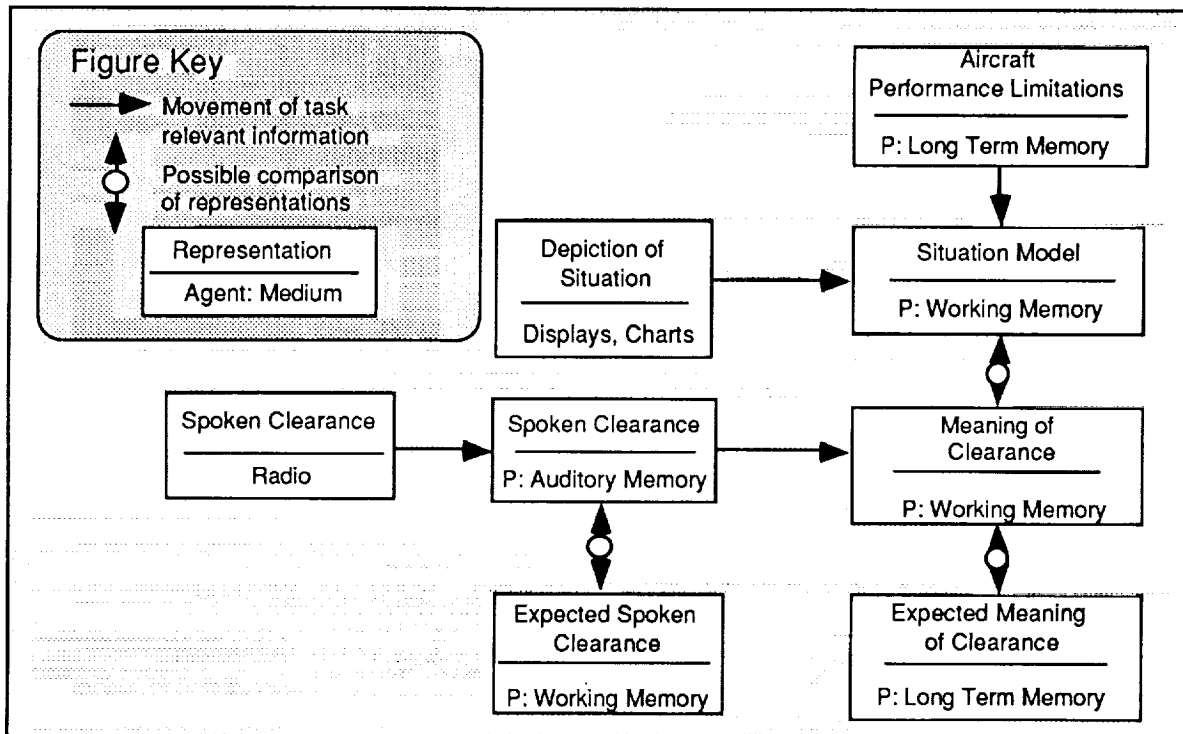 Figure Key
Movement of task
relevant information
Possible comparison
of representations
Representation
Agent: Medium
Aircraft
Performance Limitations
P: Long Term Memory
Depiction of
Situation
Displays, Charts
Situation Model
P: Working Memory
Spoken Clearance
Radio
Spoken Clearance
P: Auditory Memory
Meaning of
Clearance
P: Working Memory
Expected Spoken
Clearance
P: Working Memory
Expected Meaning
of Clearance
P: Long Term Memory